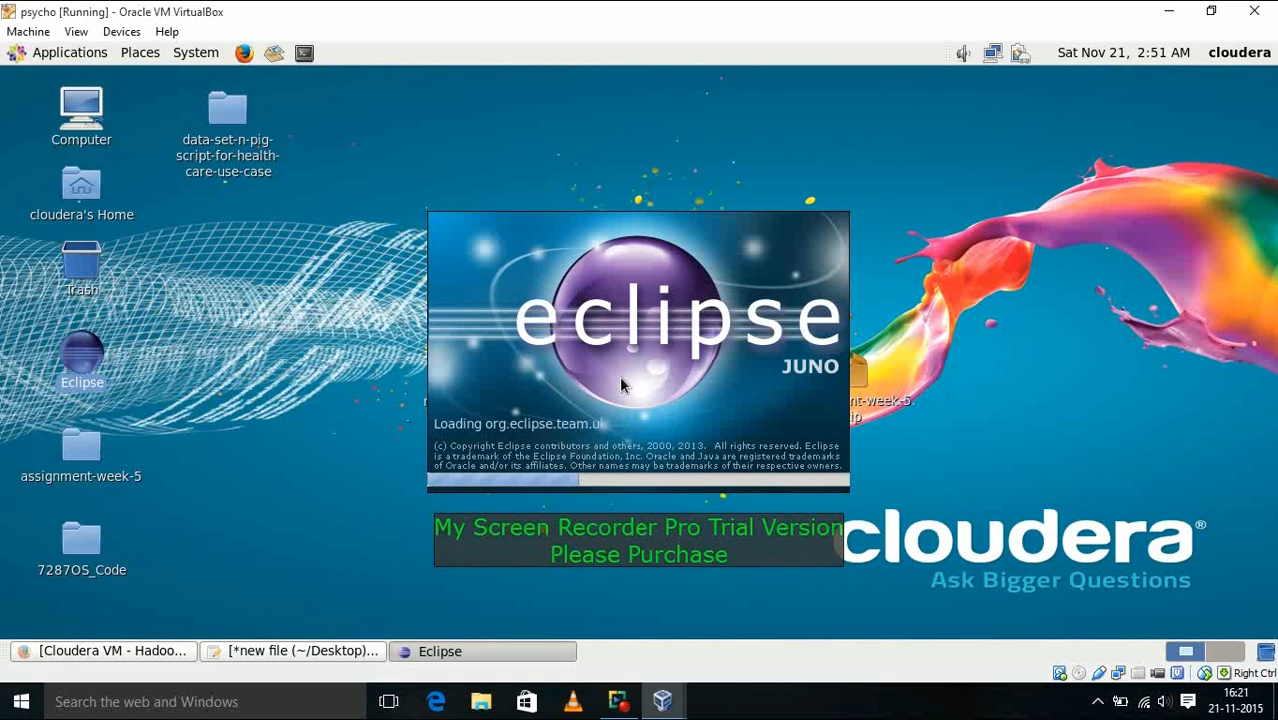 psycho [Running] - Oracle VM VirtualBox
Machine View Devices Help
Applications Places System
Sat Nov 21, 2:51 AM cloudera
Computer
data-set-n-pig-
script-for-health-
care-use-case
cloudera's Home
Trash
Eclipse
assignment-week-5
7287OS_Code
eclipse
JUNO
Loading org.eclipse.team.ui
(c) Copyright Eclipse contributors and others, 2000, 2013. All rights reserved. Eclipse
is a trademark of the Eclipse Foundation, Inc. Oracle and Java are registered trademarks
of Oracle and/or its affiliates. Other names may be trademarks of their respective owners.
nt-week-5.
ip
My Screen Recorder Pro Trial Version
Please Purchase
cloudera®
Ask Bigger Questions
[Cloudera VM - Hadoo...
[*new file (~/Desktop)...
Eclipse
Right Ctrl
Search the web and Windows
16:21
21-11-2015